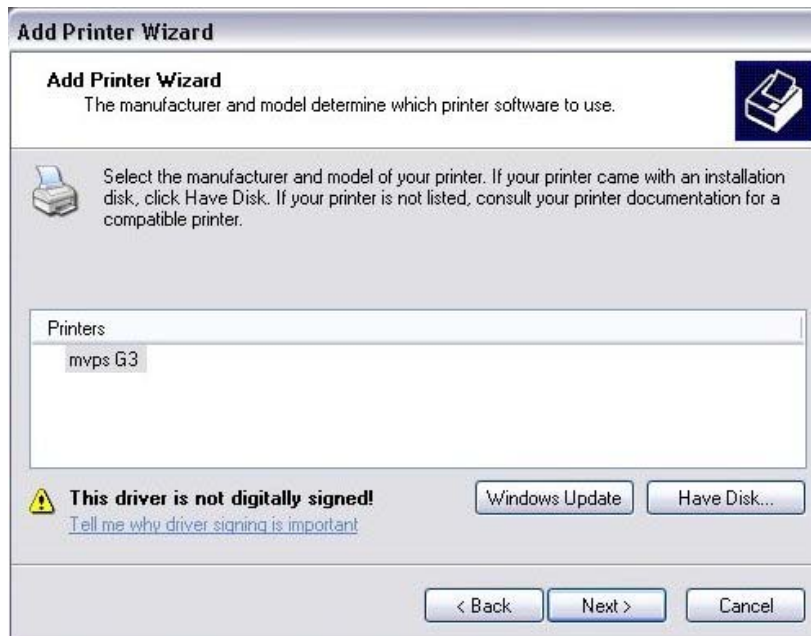 Add Printer Wizard
Add Printer Wizard
The manufacturer and model determine which printer software to use.
Select the manufacturer and model of your printer. If your printer came with an installation
disk, click Have Disk. If your printer is not listed, consult your printer documentation for a
compatible printer.
Printers
mvps G3
This driver is not digitally signed!
Tell me why driver signing is important
Windows Update
Have Disk...
< Back
Next >
Cancel